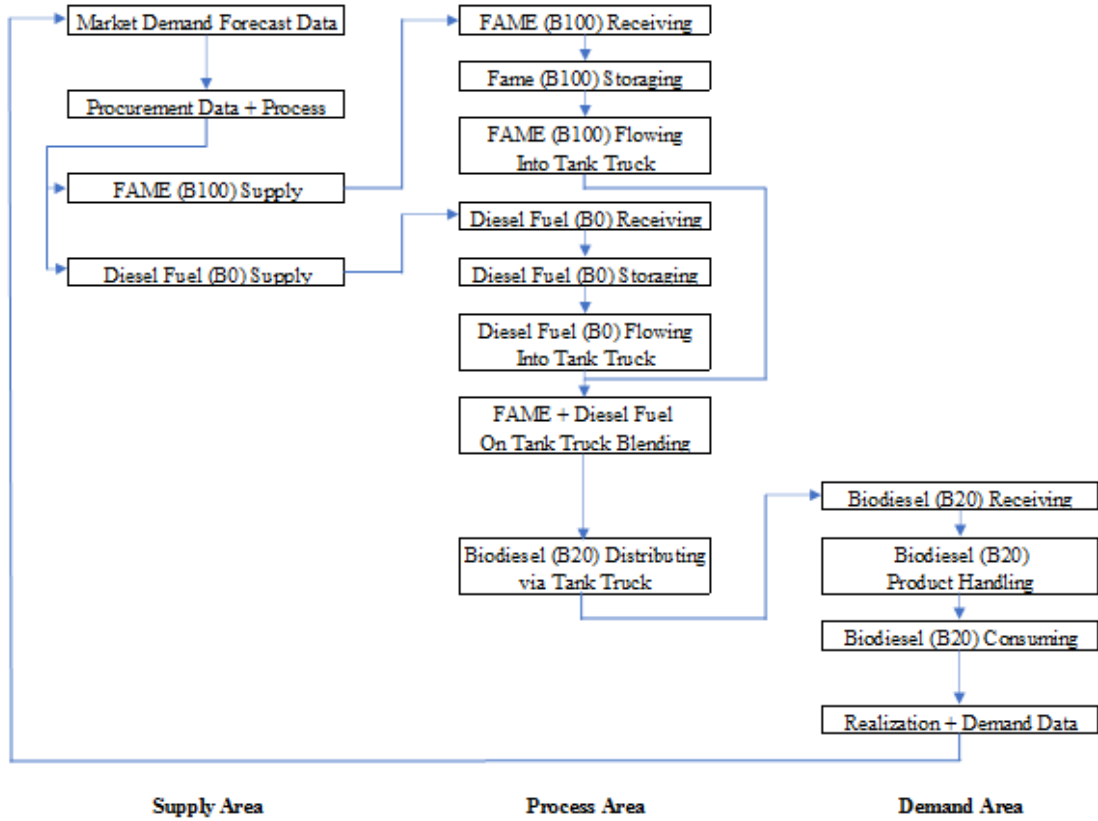 Market Demand Forecast Data
Procurement Data + Process
FAME (B100) Supply
Diesel Fuel (B0) Supply
FAME (B100) Receiving
Fame (B100) Storaging
FAME (B100) Flowing
Into Tank Truck
Diesel Fuel (B0) Receiving
Diesel Fuel (B0) Storaging
Diesel Fuel (B0) Flowing
Into Tank Truck
FAME + Diesel Fuel
On Tank Truck Blending
Biodiesel (B20) Distributing
via Tank Truck
Biodiesel (B20) Receiving
Biodiesel (B20)
Product Handling
Biodiesel (B20) Consuming
Realization + Demand Data
Supply Area
Process Area
Demand Area